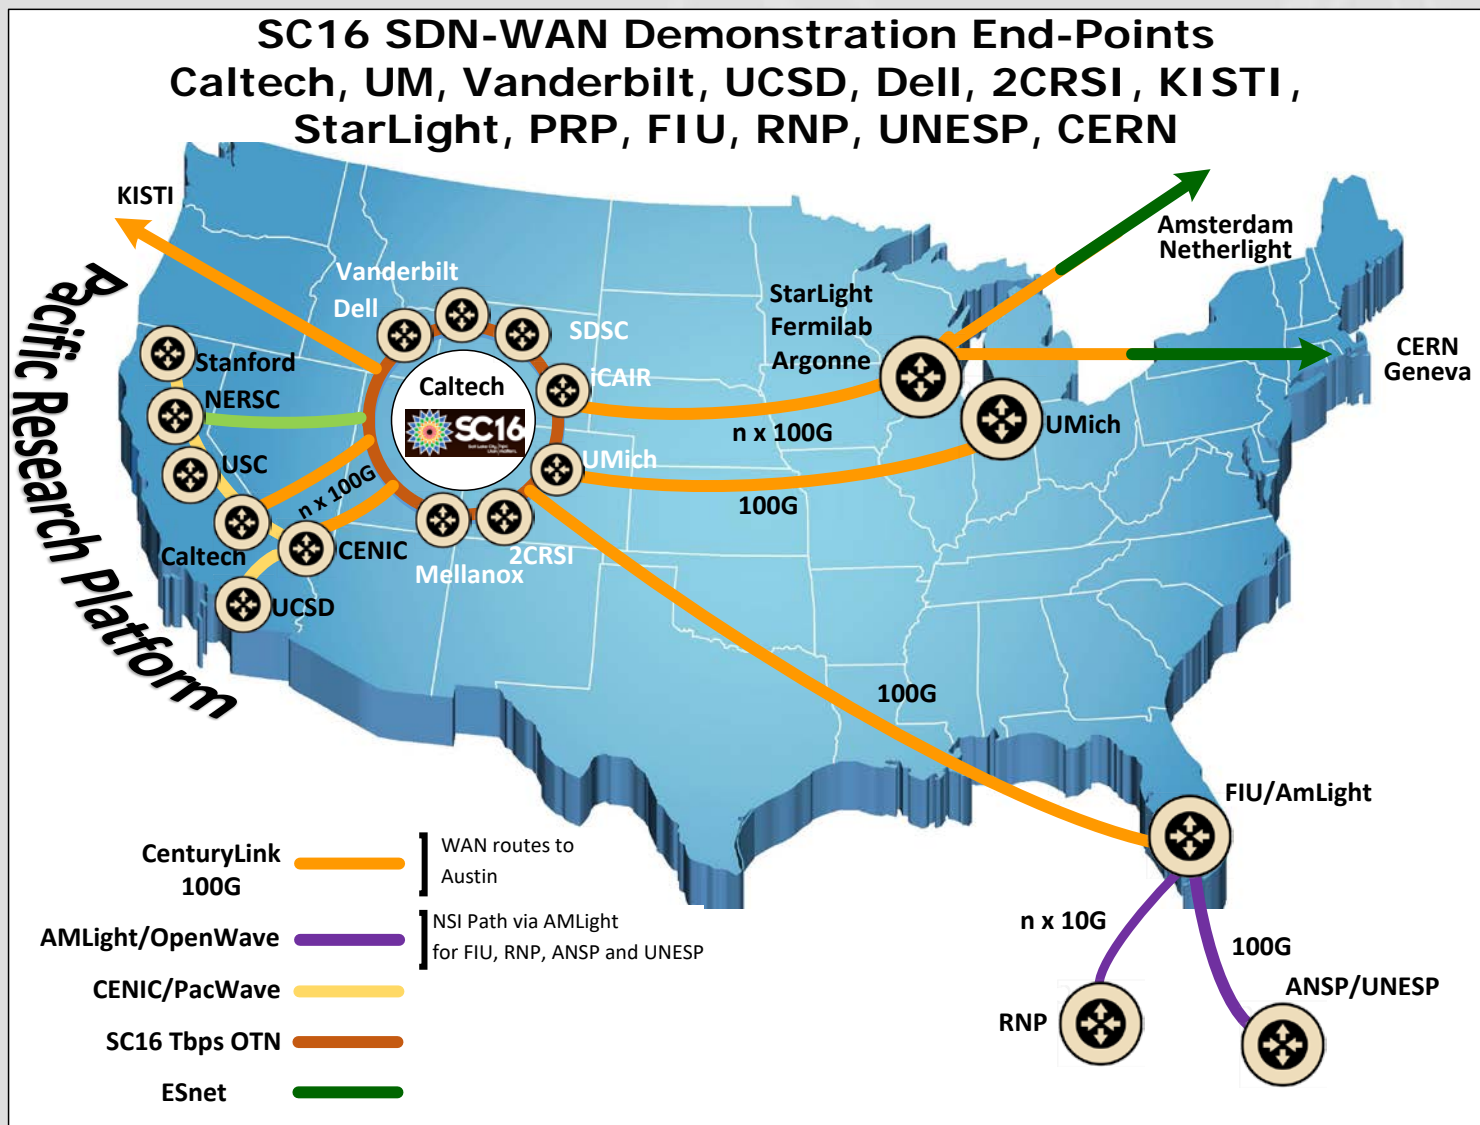 SC16 SDN-WAN Demonstration End-Points
Caltech, UM, Vanderbilt, UCSD, Dell, 2CRSI, KISTI,
StarLight, PRP, FIU, RNP, UNESP, CERN
KISTI
Amsterdam
Netherlight
Vanderbilt
Dell
SDSC
iCAIR
StarLight
Fermilab
Argonne
CERN
Geneva
Pacific Research Platform
Stanford
NERSC
USC
Caltech
CENIC
UCSD
n x 100G
Caltech
SC16
UMich
2CRSI
Mellanox
n x 100G
UMich
100G
100G
FIU/AmLight
n x 10G
100G
RNP
ANSP/UNESP
CenturyLink
100G
WAN routes to
Austin
AMLight/OpenWave
NSI Path via AMLight
for FIU, RNP, ANSP and UNESP
CENIC/PacWave
SC16 Tbps OTN
ESnet